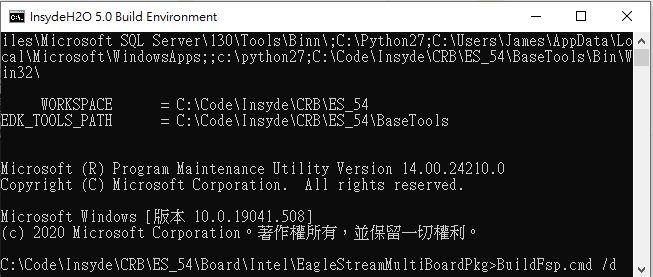 InsydeH2O 5.0 Build Environment
iles\Microsoft SQL Server\130\Tools\Binn\;C:\Python27;C:\Users\James\AppData\Lo
cal\Microsoft\WindowsApps;;c:\python27;C:\Code\Insyde\CRB\ES_54\BaseTools\Bin\W
in32\
WORKSPACE      = C:\Code\Insyde\CRB\ES_54
EDK_TOOLS_PATH      = C:\Code\Insyde\CRB\ES_54\BaseTools
Microsoft (R) Program Maintenance Utility Version 14.00.24210.0
Copyright (C) Microsoft Corporation.  All rights reserved.
Microsoft Windows [版本 10.0.19041.508]
(c) 2020 Microsoft Corporation。著作權所有，並保留一切權利。
C:\Code\Insyde\CRB\ES_54\Board\Intel\EagleStreamMultiBoardPkg>BuildFsp.cmd /d